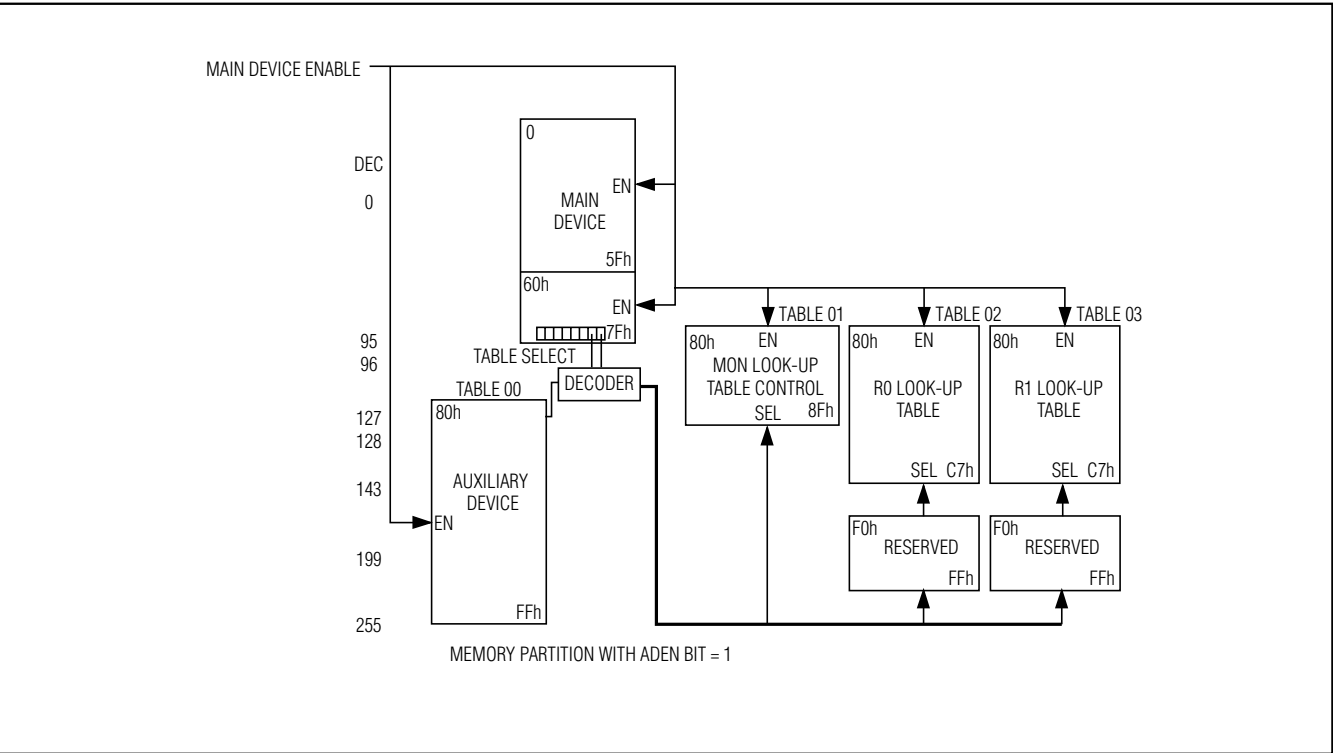 MAIN DEVICE ENABLE
DEC
0
95
96
127
128
143
199
255
0
EN
MAIN
DEVICE
5Fh
60h
EN
7Fh
TABLE SELECT
DECODER
TABLE 00
80h
AUXILIARY
DEVICE
EN
FFh
TABLE 01
80h
EN
MON LOOK-UP
TABLE CONTROL
SEL
8Fh
TABLE 02
80h
EN
R0 LOOK-UP
TABLE
SEL
C7h
F0h
RESERVED
FFh
TABLE 03
80h
EN
R1 LOOK-UP
TABLE
SEL
C7h
F0h
RESERVED
FFh
MEMORY PARTITION WITH ADEN BIT = 1